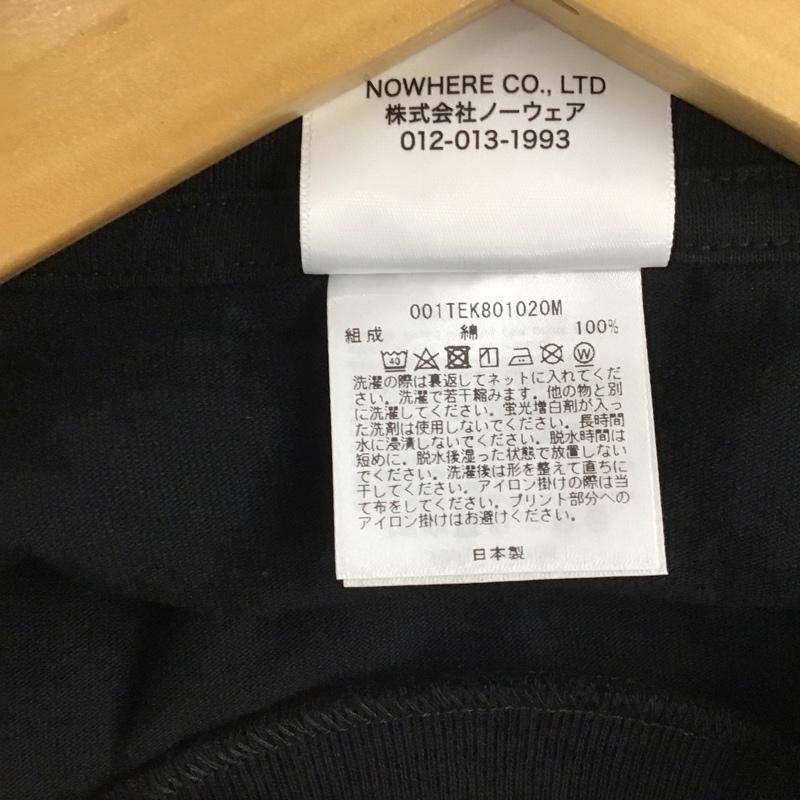 NOWHERE CO., LTD
株式会社ノーウェア
012-013-1993
001TEK801020M
組成 綿 100%
40 W
洗濯の際は裏返してネットに入れてくだ
さい。洗濯で若干縮みます。他の物と別
に洗濯してください。蛍光増白剤が入っ
た洗剤は使用しないでください。長時間
水に浸漬しないでください。脱水時間は
短めに。脱水後湿った状態で放置しない
でください。洗濯後は形を整えて直ちに
干してください。アイロン掛けの際は当
て布をしてください。プリント部分への
アイロン掛けはお避けください。
日本製